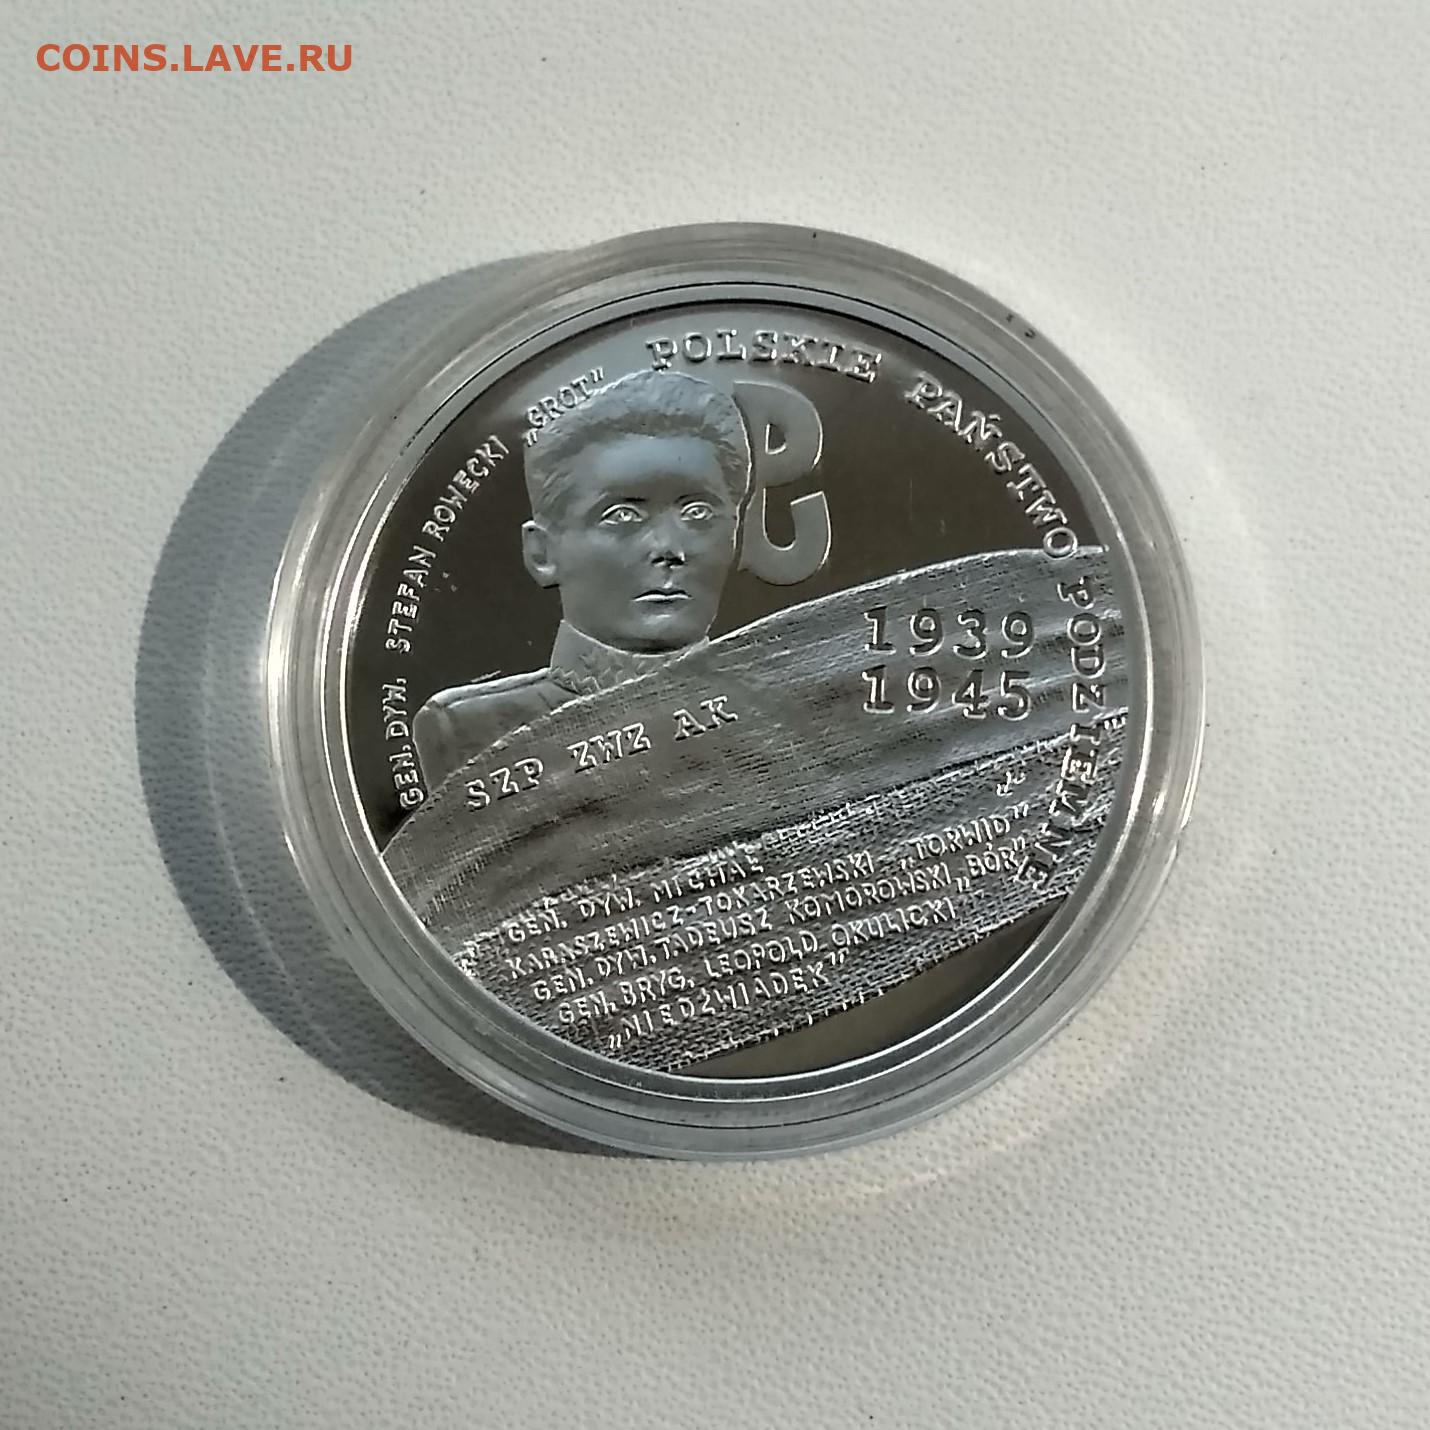 COINS.LAVE.RU
GEN. DYW. STEFAN ROWECKI „GROT”
POLSKIE PAŃSTWO PODZIEMNE
1939
1945
SZP ZWZ AK
GEN. DYW. MICHAŁ
KARASZEWICZ-TOKARZEWSKI - „TORWID”
GEN. DYW. TADEUSZ KOMOROWSKI „BÓR”
GEN. BRYG. LEOPOLD OKULICKI
„NIEDŹWIADEK”